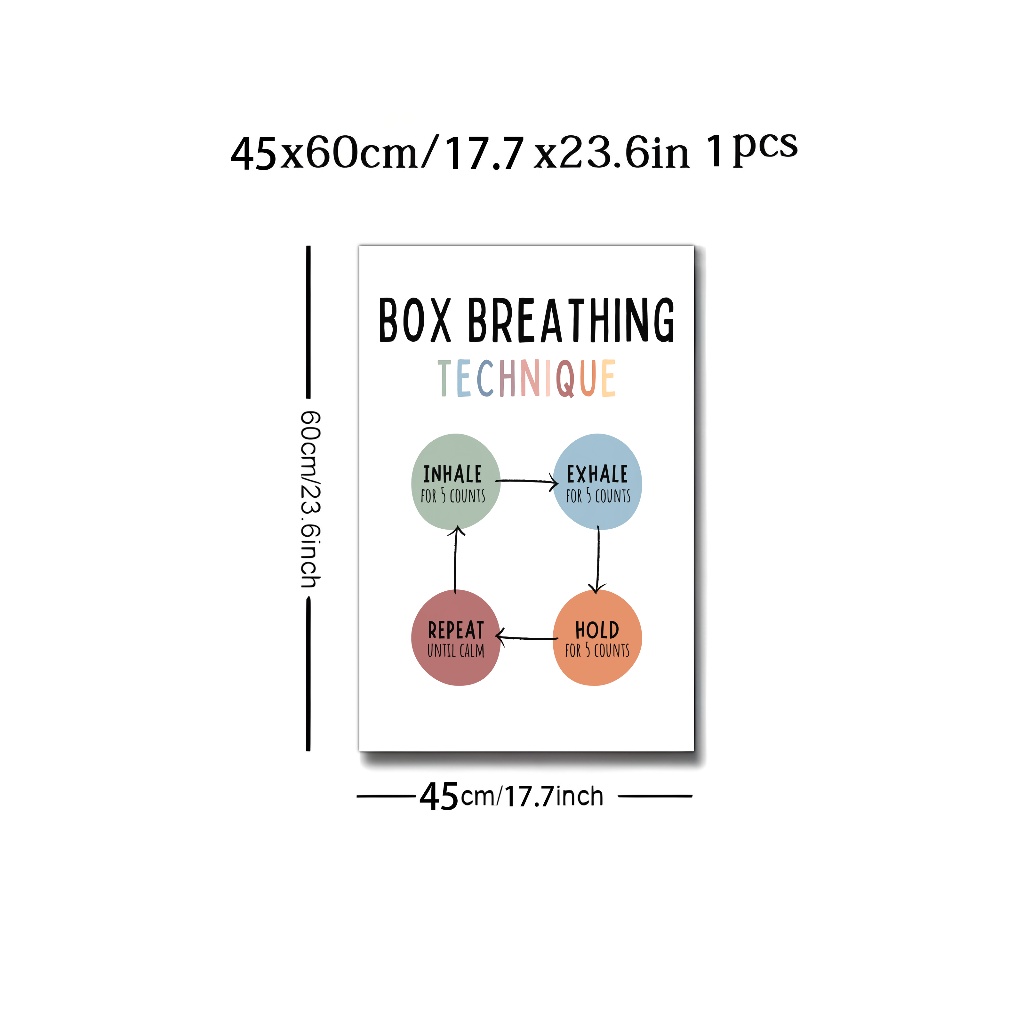 45x60cm/17.7 x23.6in 1pcs
60cm/23.6inch
BOX BREATHING
TECHNIQUE
INHALE
FOR 5 COUNTS
EXHALE
FOR 5 COUNTS
REPEAT
UNTIL CALM
HOLD
FOR 5 COUNTS
45cm/17.7inch